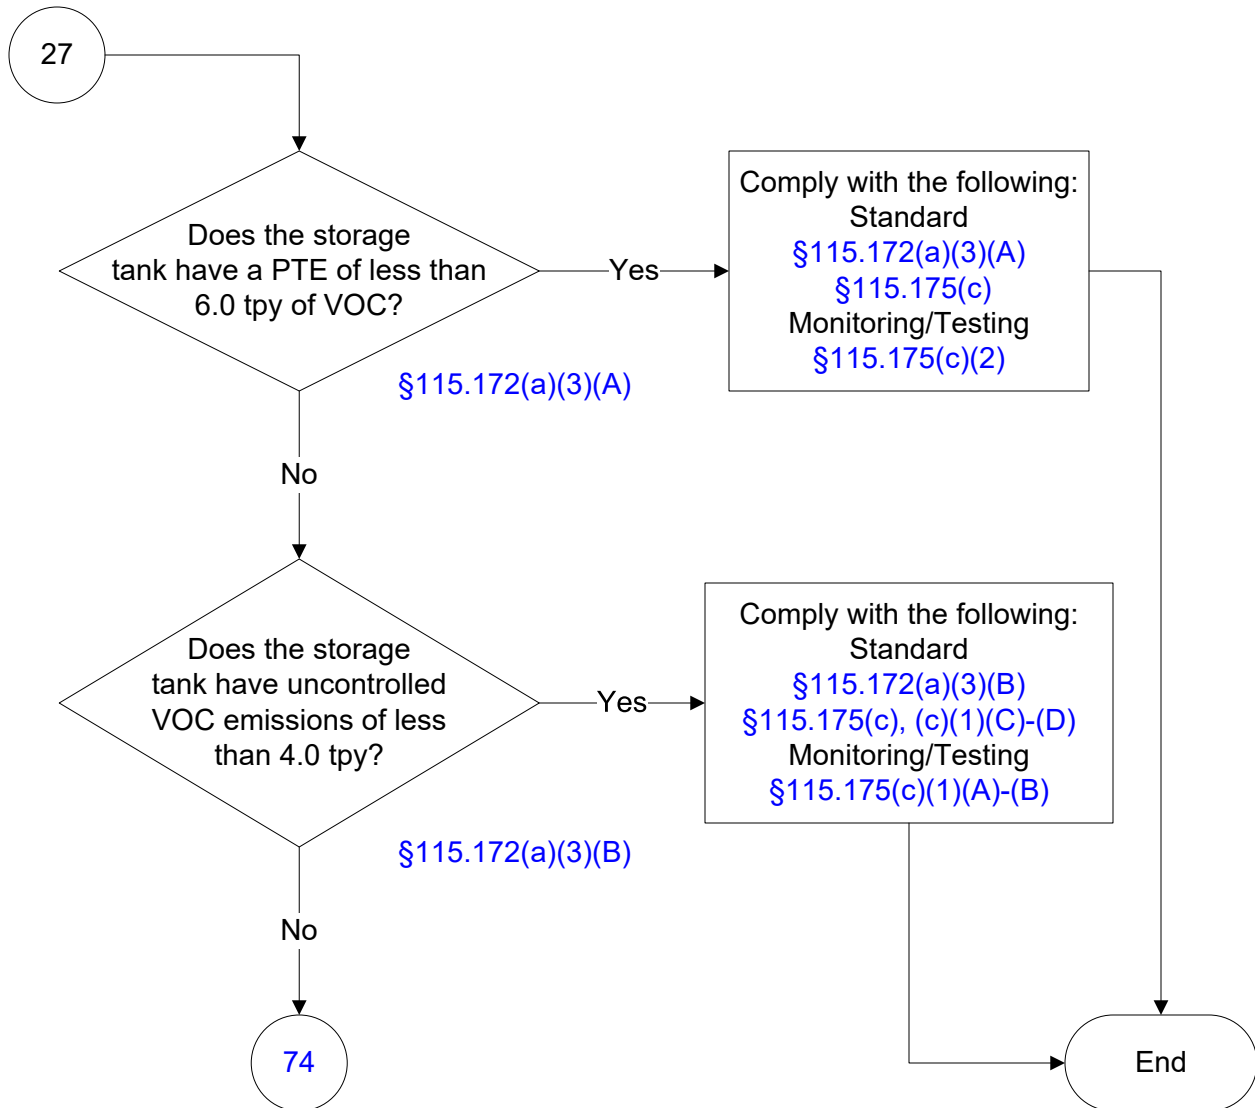 27
Does the storage
tank have a PTE of less than
6.0 tpy of VOC?
Yes
Comply with the following:
Standard
§115.172(a)(3)(A)
§115.175(c)
Monitoring/Testing
§115.175(c)(2)
§115.172(a)(3)(A)
No
Does the storage
tank have uncontrolled
VOC emissions of less
than 4.0 tpy?
Yes
Comply with the following:
Standard
§115.172(a)(3)(B)
§115.175(c), (c)(1)(C)-(D)
Monitoring/Testing
§115.175(c)(1)(A)-(B)
§115.172(a)(3)(B)
No
74
End